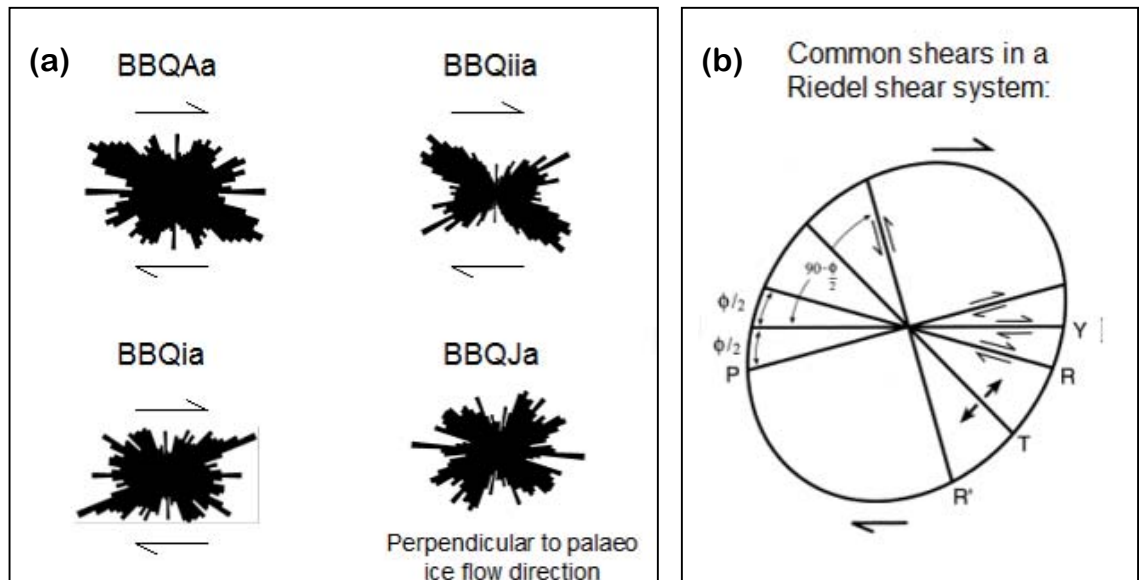 (a)
BBQAa
BBQiia
BBQia
BBQJa
Perpendicular to palaeo
ice flow direction
(b)
Common shears in a
Riedel shear system:
90-ϕ/2
ϕ/2
ϕ/2
P
Y
R
T
R'